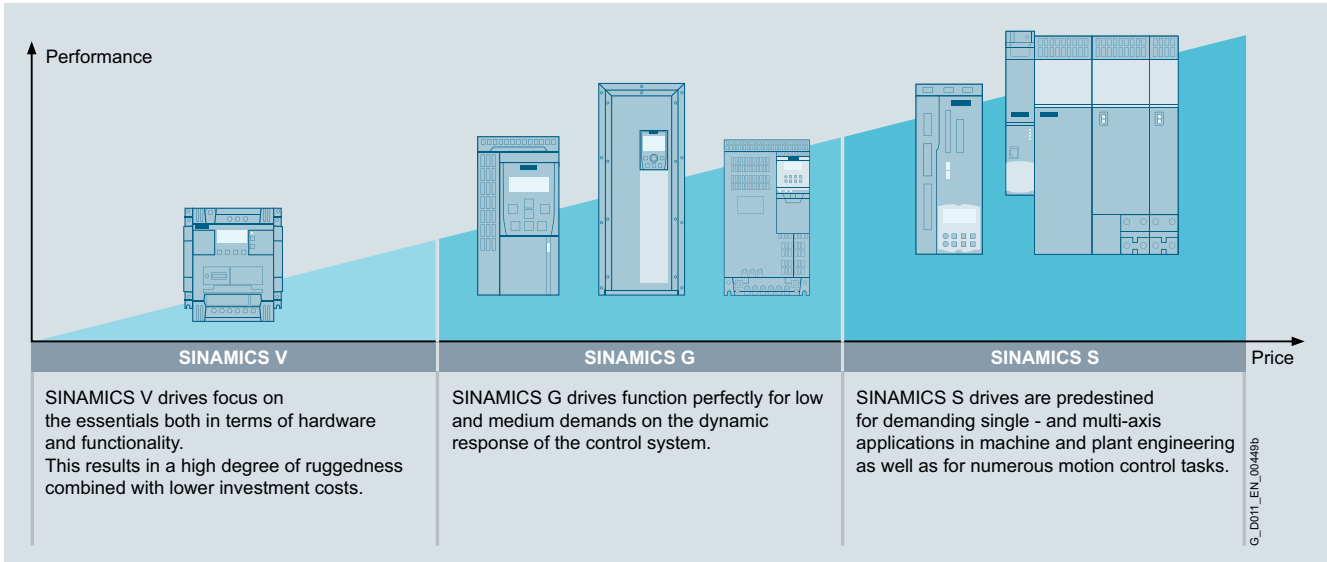 Performance
SINAMICS V
SINAMICS G
SINAMICS S
Price
SINAMICS V drives focus on
the essentials both in terms of hardware
and functionality.
This results in a high degree of ruggedness
combined with lower investment costs.
SINAMICS G drives function perfectly for low
and medium demands on the dynamic
response of the control system.
SINAMICS S drives are predestined
for demanding single - and multi-axis
applications in machine and plant engineering
as well as for numerous motion control tasks.
G_D011_EN_00449b